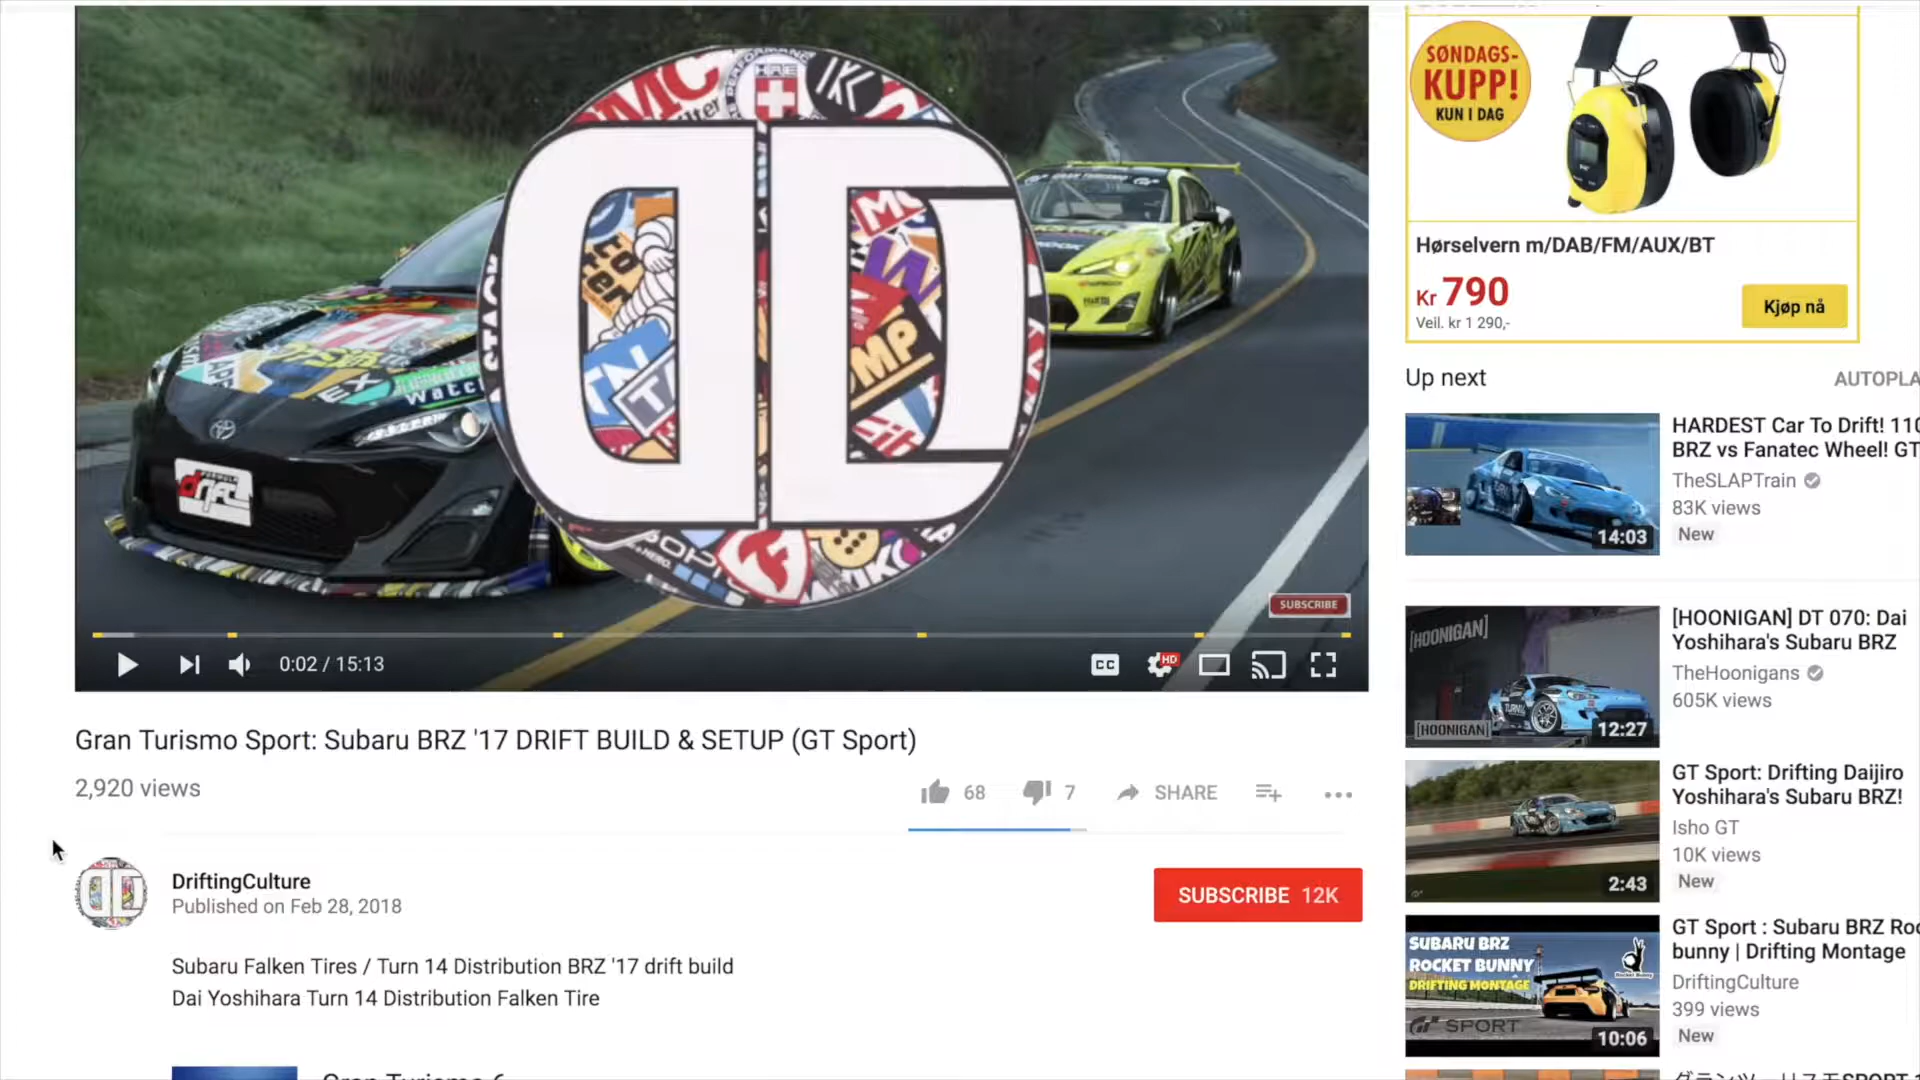 SUBSCRIBE
0:02 / 15:13
CC
HD
Gran Turismo Sport: Subaru BRZ '17 DRIFT BUILD & SETUP (GT Sport)
2,920 views
68
7
SHARE
DriftingCulture
Published on Feb 28, 2018
SUBSCRIBE 12K
Subaru Falken Tires / Turn 14 Distribution BRZ '17 drift build
Dai Yoshihara Turn 14 Distribution Falken Tire
SØNDAGS-
KUPP!
KUN I DAG
Hørselvern m/DAB/FM/AUX/BT
Kr 790
Veil. kr 1 290,-
Kjøp nå
Up next
AUTOPLA
HARDEST Car To Drift! 110
BRZ vs Fanatec Wheel! GT
TheSLAPTrain
83K views
New
14:03
[HOONIGAN] DT 070: Dai
Yoshihara's Subaru BRZ
TheHoonigans
605K views
[HOONIGAN]
[HOONIGAN]
12:27
GT Sport: Drifting Daijiro
Yoshihara's Subaru BRZ!
Isho GT
10K views
New
2:43
GT Sport : Subaru BRZ Roc
bunny | Drifting Montage
DriftingCulture
399 views
New
SUBARU BRZ
ROCKET BUNNY
DRIFTING MONTAGE
SPORT
10:06